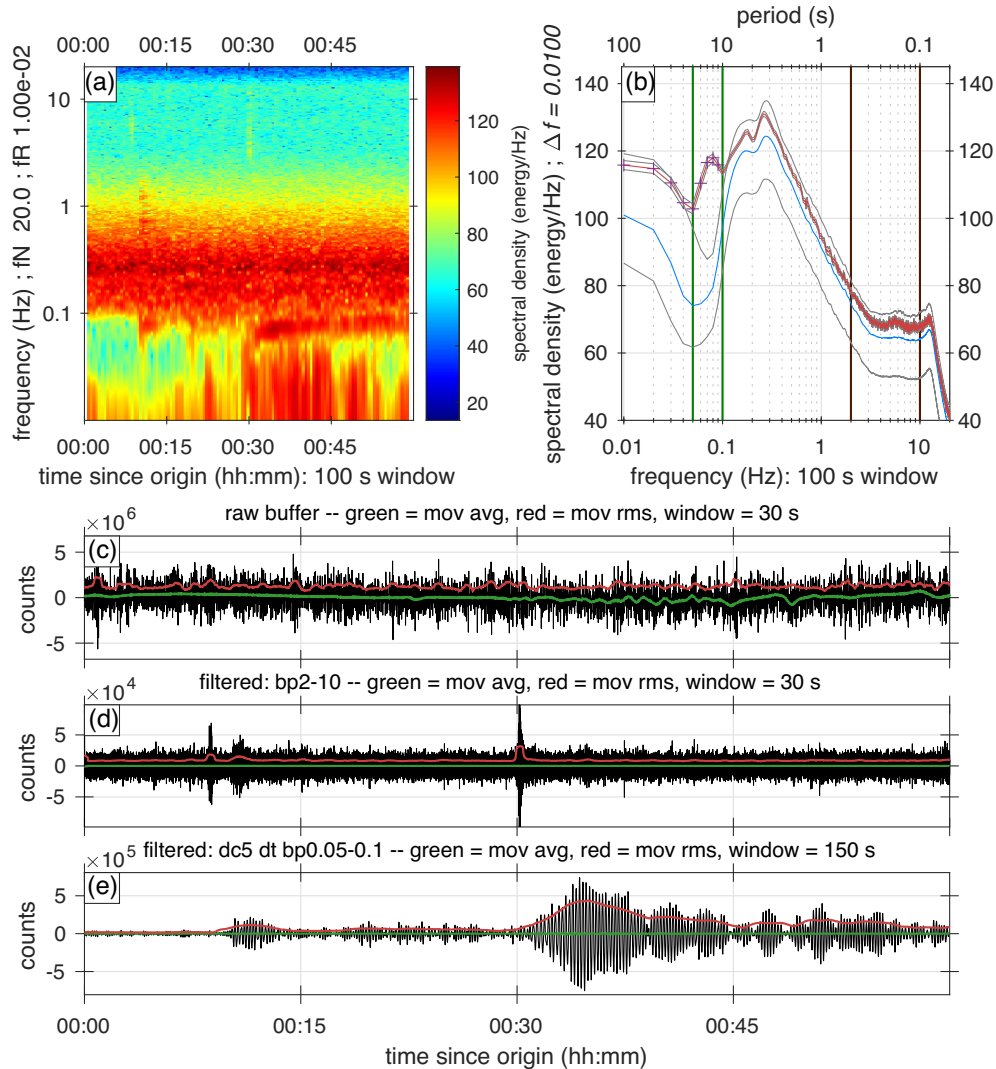 00:00 00:15 00:30 00:45
(a)
10
1
0.1
frequency (Hz) ; fN 20.0 ; fR 1.00e-02
00:00 00:15 00:30 00:45
time since origin (hh:mm): 100 s window
120
100
80
60
40
20
spectral density (energy/Hz)
period (s)
100 10 1 0.1
(b)
140 140
120 120
100 100
80 80
60 60
40 40
spectral density (energy/Hz) ; Δf = 0.0100
0.01 0.1 1 10
frequency (Hz): 100 s window
×10⁶ raw buffer -- green = mov avg, red = mov rms, window = 30 s
(c)
5
0
-5
counts
×10⁴ filtered: bp2-10 -- green = mov avg, red = mov rms, window = 30 s
(d)
5
0
-5
counts
×10⁵ filtered: dc5 dt bp0.05-0.1 -- green = mov avg, red = mov rms, window = 150 s
(e)
5
0
-5
counts
00:00 00:15 00:30 00:45
time since origin (hh:mm)